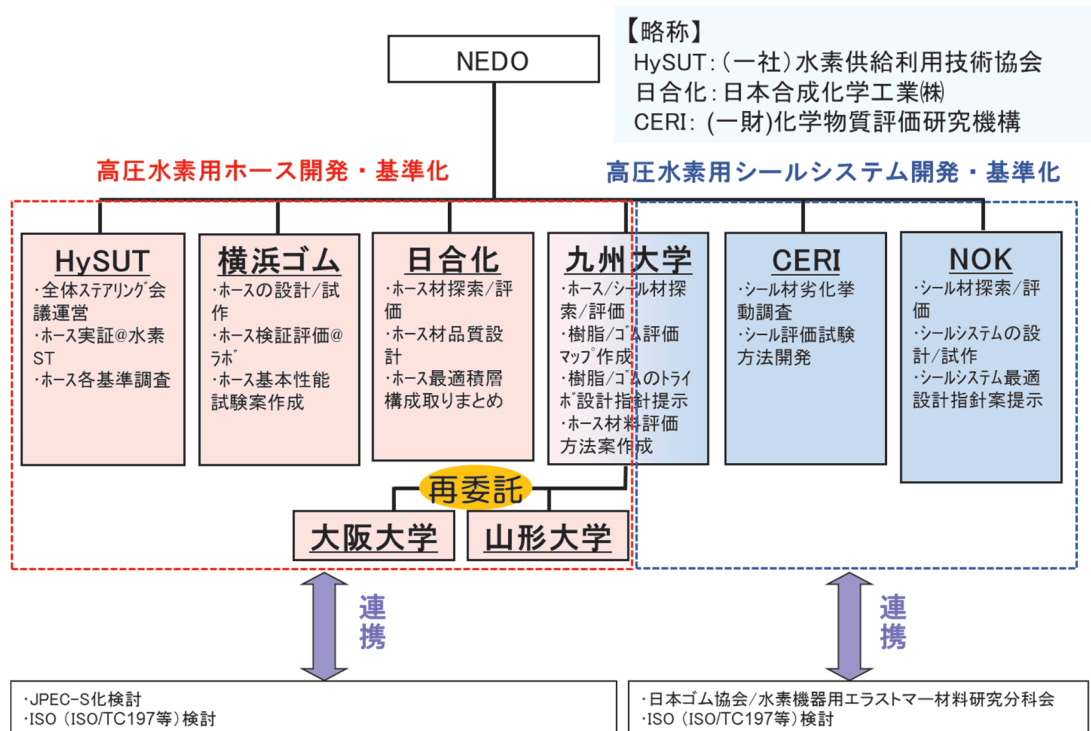 NEDO
【略称】
HySUT:(一社)水素供給利用技術協会
日合化:日本合成化学工業㈱
CERI: (一財)化学物質評価研究機構
高圧水素用ホース開発・基準化
高圧水素用シールシステム開発・基準化
HySUT
・全体ステアリング会
議運営
・ホース実証@水素
ST
・ホース各基準調査
横浜ゴム
・ホースの設計/試
作
・ホース検証評価@
ラボ
・ホース基本性能
試験案作成
日合化
・ホース材探索/評
価
・ホース材品質設
計
・ホース最適積層
構成取りまとめ
九州大学
・ホース/シール材探
索/評価
・樹脂/ゴム評価
マップ作成
・樹脂/ゴムのトライ
ボ設計指針提示
・ホース材料評価
方法案作成
CERI
・シール材劣化挙
動調査
・シール評価試験
方法開発
NOK
・シール材探索/評
価
・シールシステムの設
計/試作
・シールシステム最適
設計指針案提示
再委託
大阪大学
山形大学
連携
連携
・JPEC-S化検討
・ISO (ISO/TC197等)検討
・日本ゴム協会/水素機器用エラストマー材料研究分科会
・ISO (ISO/TC197等)検討